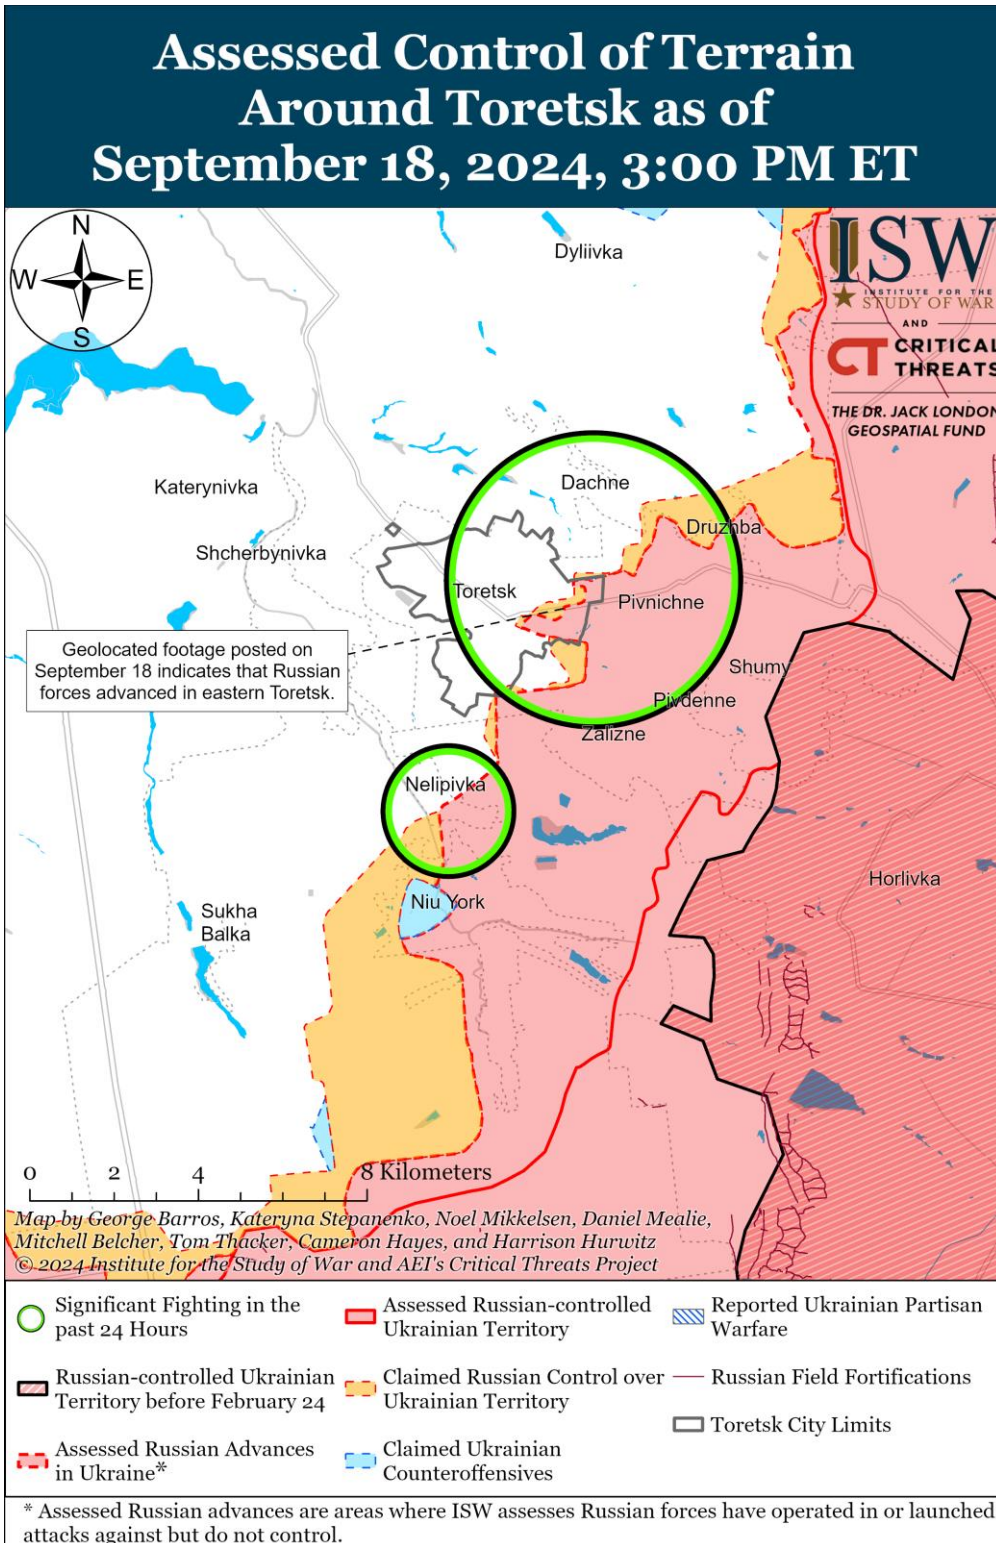 Assessed Control of Terrain
Around Toretsk as of
September 18, 2024, 3:00 PM ET
N
W
E
S
Dyliivka
ISW
INSTITUTE FOR THE
STUDY OF WAR
AND
CT CRITICAL
THREATS
THE DR. JACK LONDON
GEOSPATIAL FUND
Katerynivka
Dachne
Shcherbynivka
Druzhba
Toretsk
Pivnichne
Geolocated footage posted on
September 18 indicates that Russian
forces advanced in eastern Toretsk.
Shumy
Pivdenne
Zalizne
Nelipivka
Horlivka
Niu York
Sukha
Balka
0 2 4 8 Kilometers
Map by George Barros, Kateryna Stepanenko, Noel Mikkelsen, Daniel Mealie,
Mitchell Belcher, Tom Thacker, Cameron Hayes, and Harrison Hurwitz
© 2024 Institute for the Study of War and AEI's Critical Threats Project
Significant Fighting in the
past 24 Hours
Russian-controlled Ukrainian
Territory before February 24
Assessed Russian Advances
in Ukraine*
Assessed Russian-controlled
Ukrainian Territory
Claimed Russian Control over
Ukrainian Territory
Claimed Ukrainian
Counteroffensives
Reported Ukrainian Partisan
Warfare
Russian Field Fortifications
Toretsk City Limits
* Assessed Russian advances are areas where ISW assesses Russian forces have operated in or launched
attacks against but do not control.